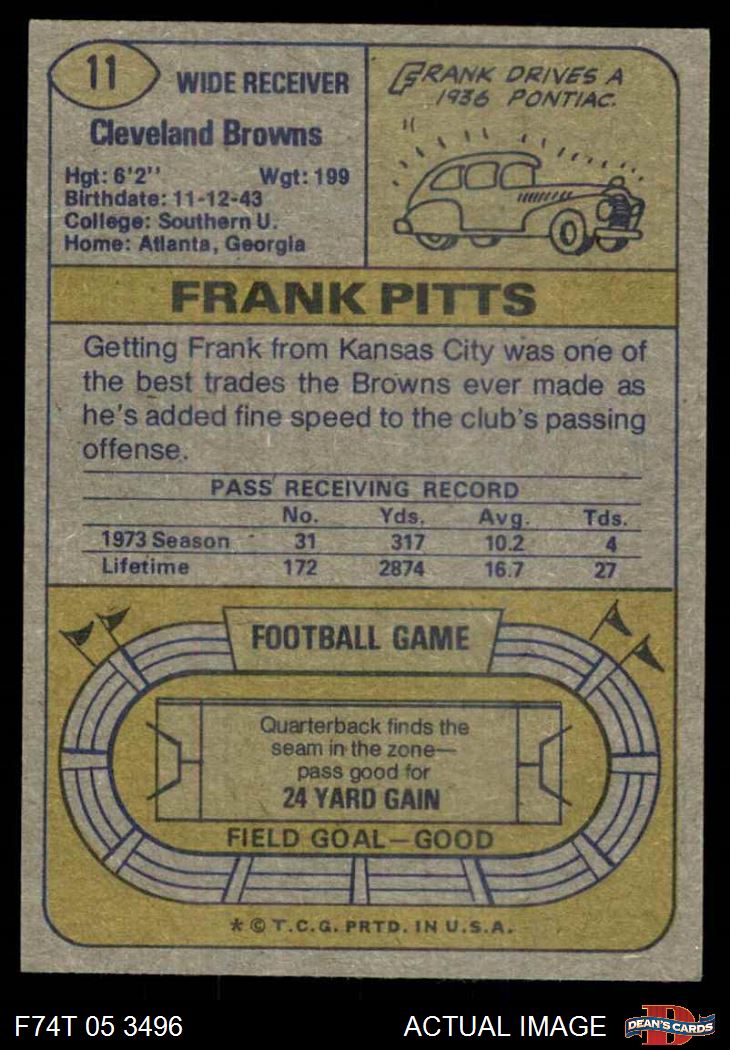 11
WIDE RECEIVER
Cleveland Browns
Hgt: 6'2'' Wgt: 199
Birthdate: 11-12-43
College: Southern U.
Home: Atlanta, Georgia
FRANK DRIVES A
1936 PONTIAC.
FRANK PITTS
Getting Frank from Kansas City was one of
the best trades the Browns ever made as
he's added fine speed to the club's passing
offense.
PASS RECEIVING RECORD
No. Yds. Avg. Tds.
1973 Season 31 317 10.2 4
Lifetime 172 2874 16.7 27
FOOTBALL GAME
Quarterback finds the
seam in the zone—
pass good for
24 YARD GAIN
FIELD GOAL—GOOD
* © T.C.G. PRTD. IN U.S.A.
F74T 05 3496
ACTUAL IMAGE
D
DEAN'S CARDS